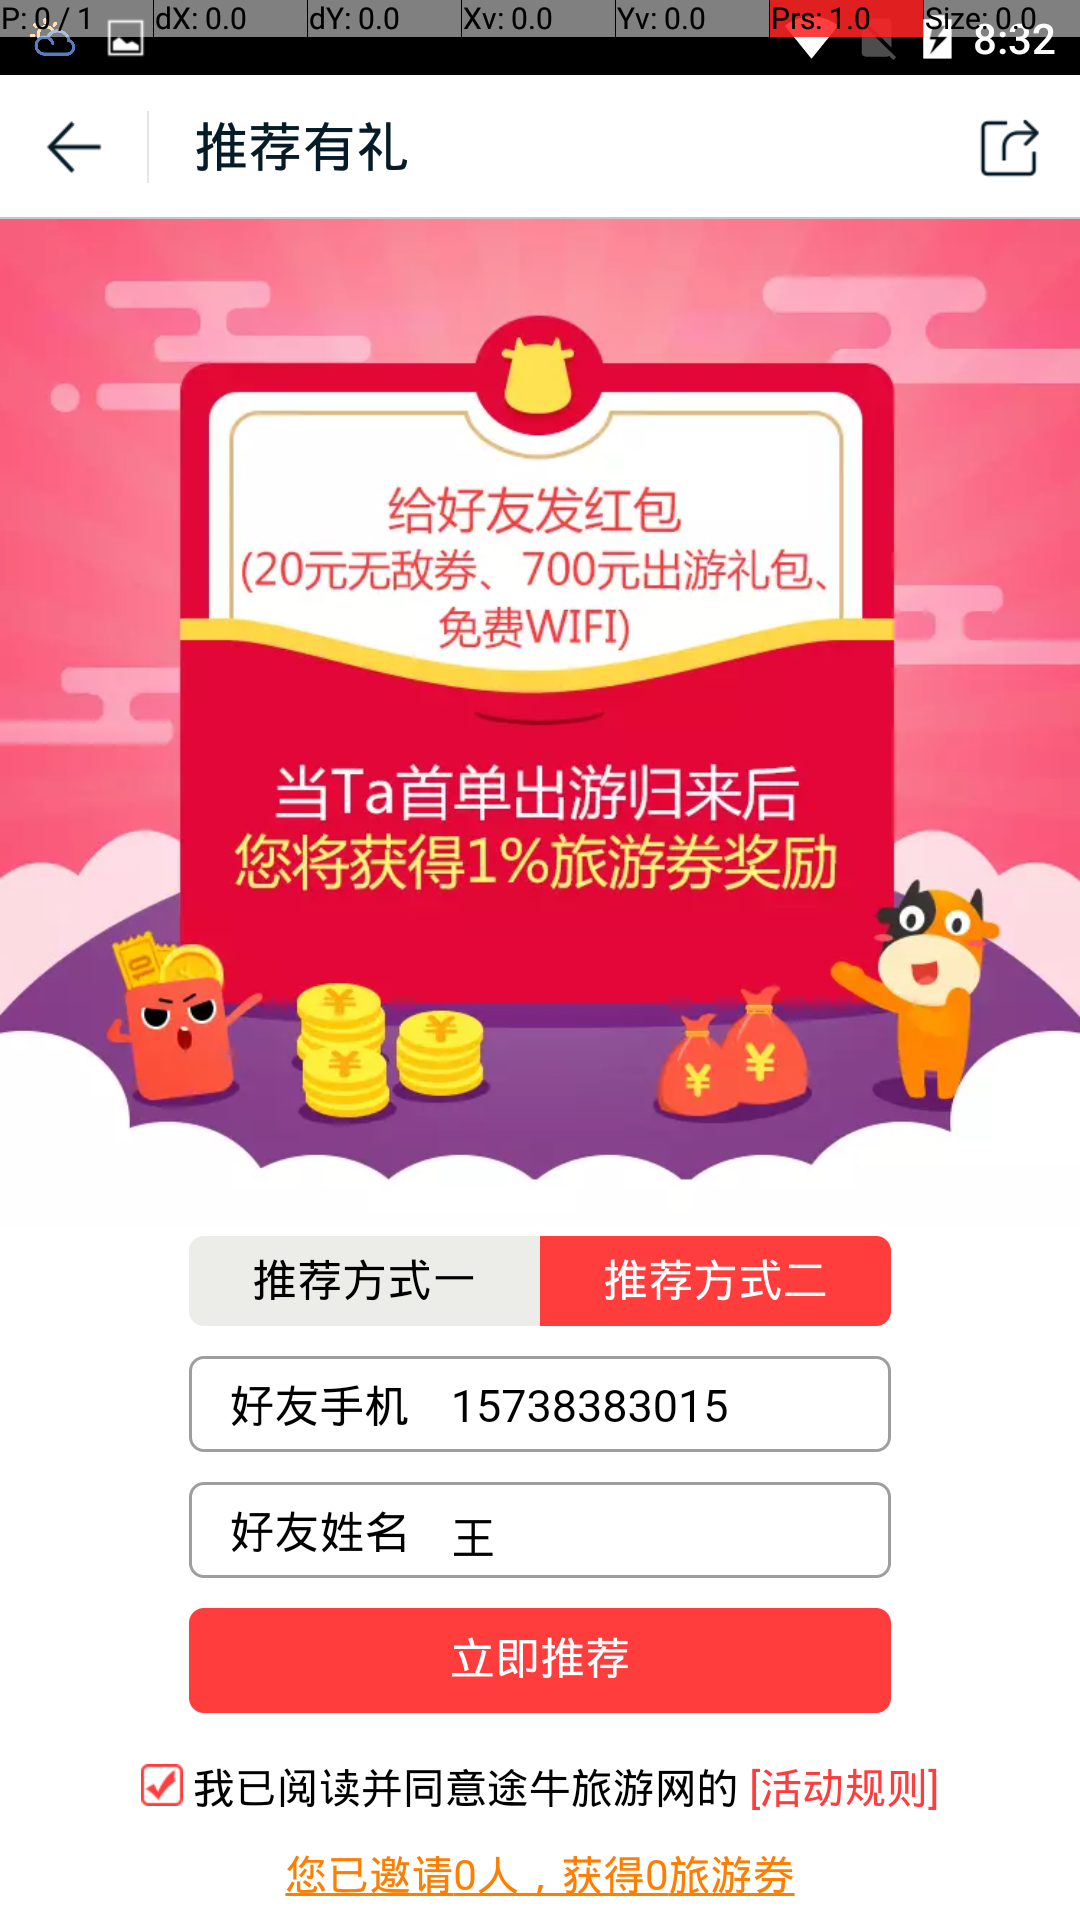 P: 0 / 1 dX: 0.0 dY: 0.0 Xv: 0.0 Yv: 0.0 Prs: 1.0 Size: 0.0
8:32
推荐有礼
给好友发红包
(20元无敌券、700元出游礼包、
免费WIFI)
当Ta首单出游归来后
您将获得1%旅游券奖励
10
¥ ¥ ¥ ¥ ¥
推荐方式一 推荐方式二
好友手机 15738383015
好友姓名 王
立即推荐
我已阅读并同意途牛旅游网的 [活动规则]
您已邀请0人，获得0旅游券